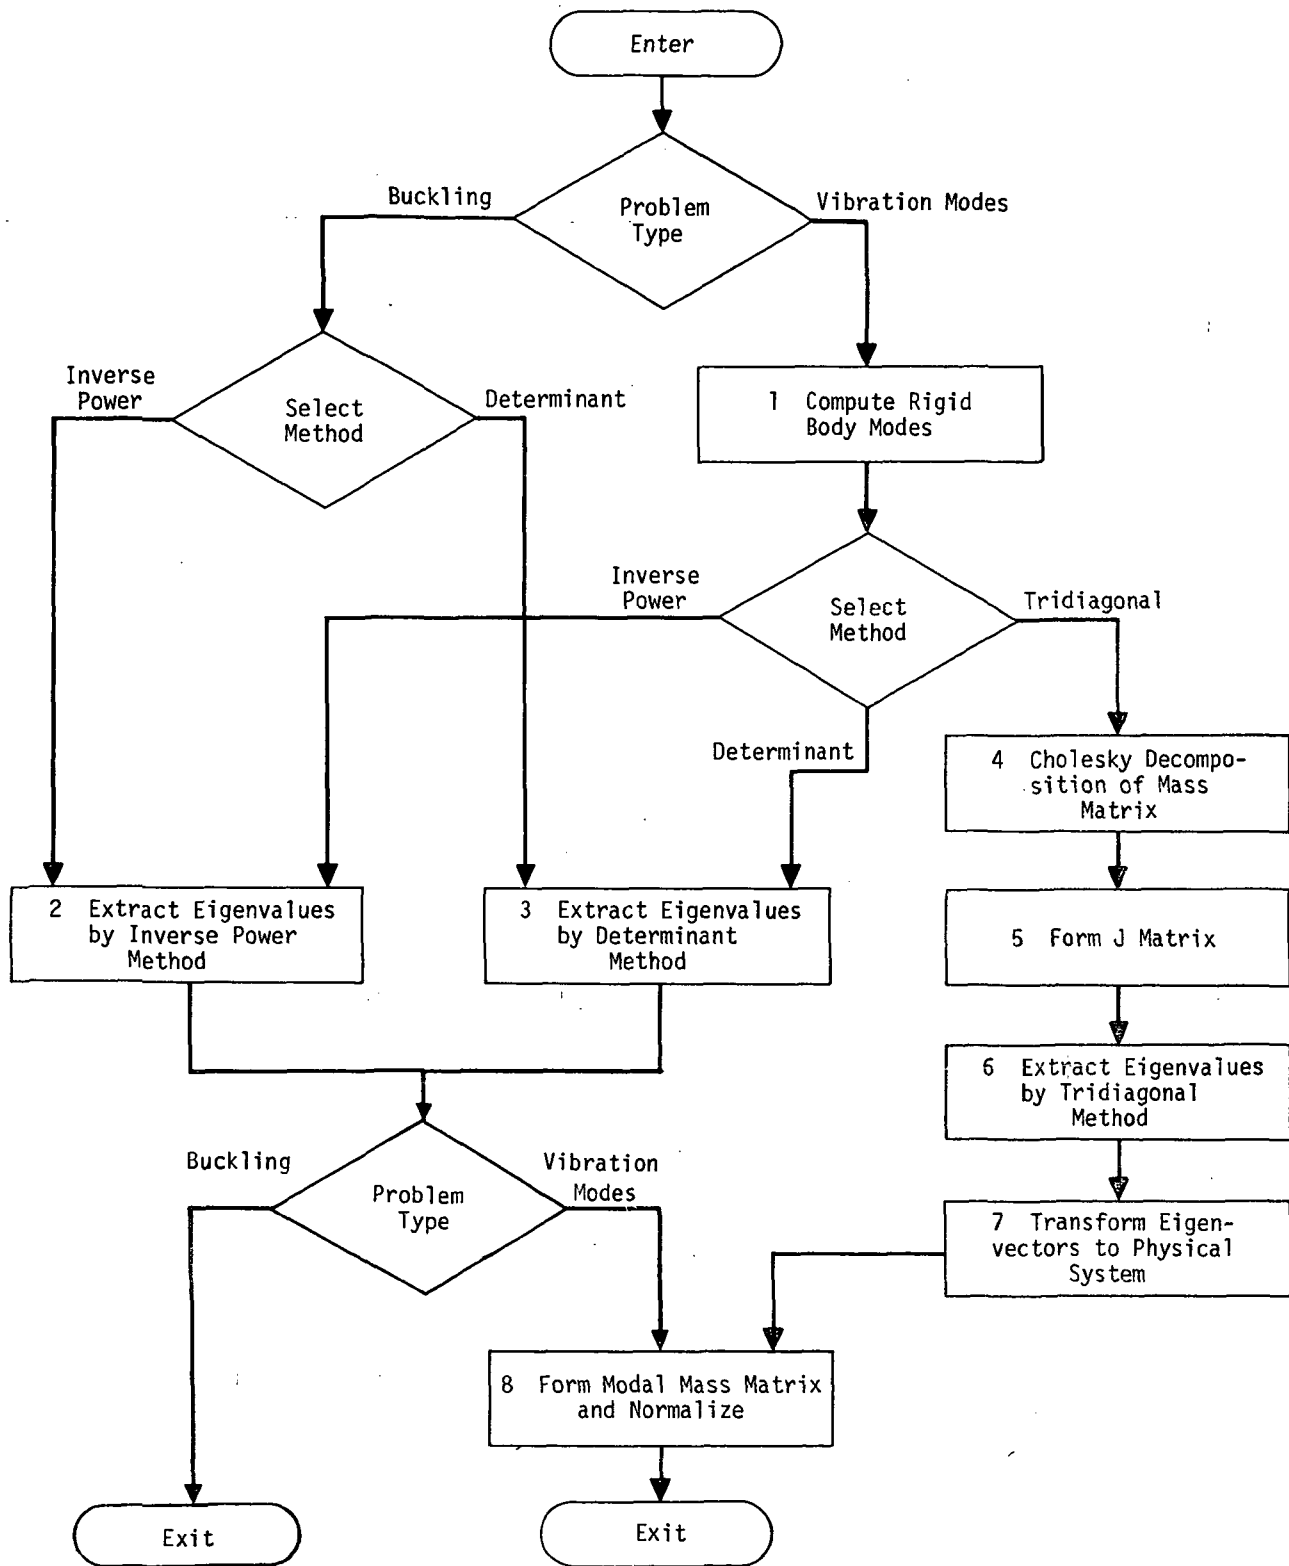 Enter
Problem
Type
Buckling
Vibration Modes
Select
Method
Inverse
Power
Determinant
1 Compute Rigid
Body Modes
Select
Method
Inverse
Power
Tridiagonal
Determinant
4 Cholesky Decompo-
sition of Mass
Matrix
2 Extract Eigenvalues
by Inverse Power
Method
3 Extract Eigenvalues
by Determinant
Method
5 Form J Matrix
6 Extract Eigenvalues
by Tridiagonal
Method
Problem
Type
Buckling
Vibration
Modes
7 Transform Eigen-
vectors to Physical
System
8 Form Modal Mass Matrix
and Normalize
Exit
Exit